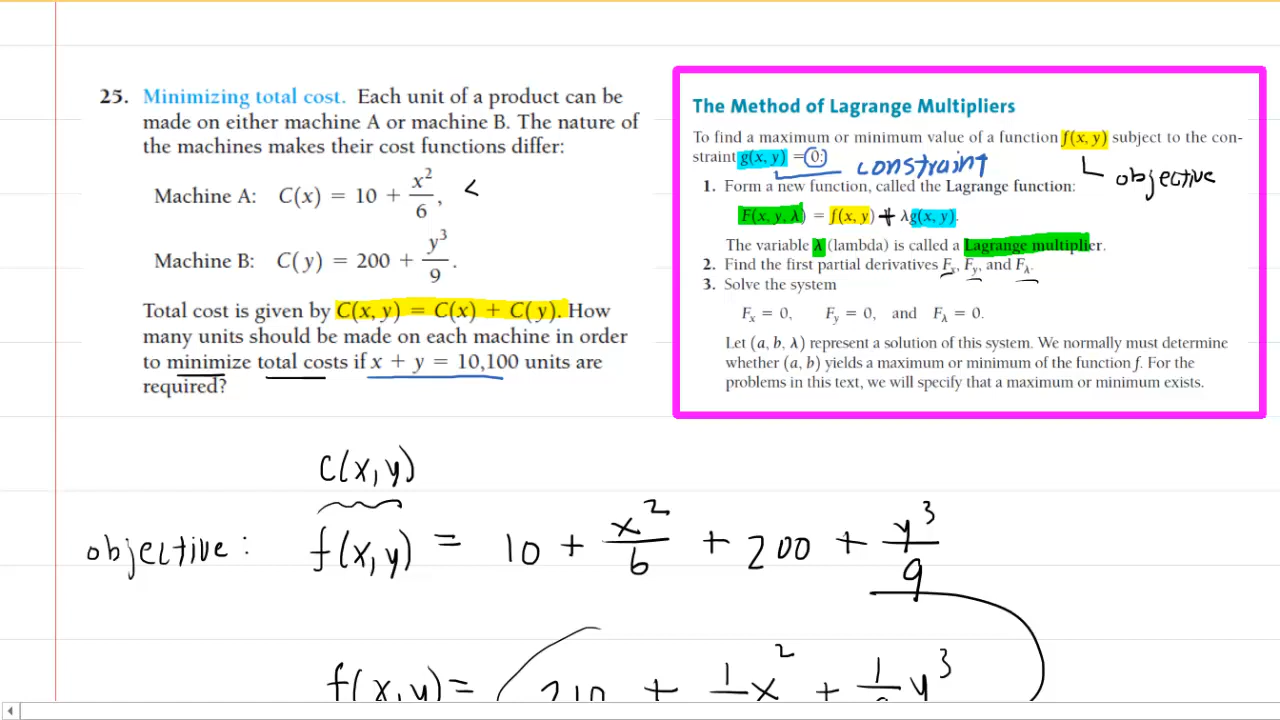 25. Minimizing total cost. Each unit of a product can be
made on either machine A or machine B. The nature of
the machines makes their cost functions differ:
Machine A: C(x) = 10 + x²/6, <
Machine B: C(y) = 200 + y³/9.
Total cost is given by C(x, y) = C(x) + C(y). How
many units should be made on each machine in order
to minimize total costs if x + y = 10,100 units are
required?
The Method of Lagrange Multipliers
To find a maximum or minimum value of a function f(x, y) subject to the con-
straint g(x, y) = 0:
constraint
objective
1. Form a new function, called the Lagrange function:
F(x, y, λ) = f(x, y) + λg(x, y).
The variable λ (lambda) is called a Lagrange multiplier.
2. Find the first partial derivatives Fx, Fy, and Fλ.
3. Solve the system
Fx = 0, Fy = 0, and Fλ = 0.
Let (a, b, λ) represent a solution of this system. We normally must determine
whether (a, b) yields a maximum or minimum of the function f. For the
problems in this text, we will specify that a maximum or minimum exists.
C(x,y)
objective: f(x,y) = 10 + x²/6 + 200 + y³/9
f(x,y) = 210 + 1 x² + 1 y³